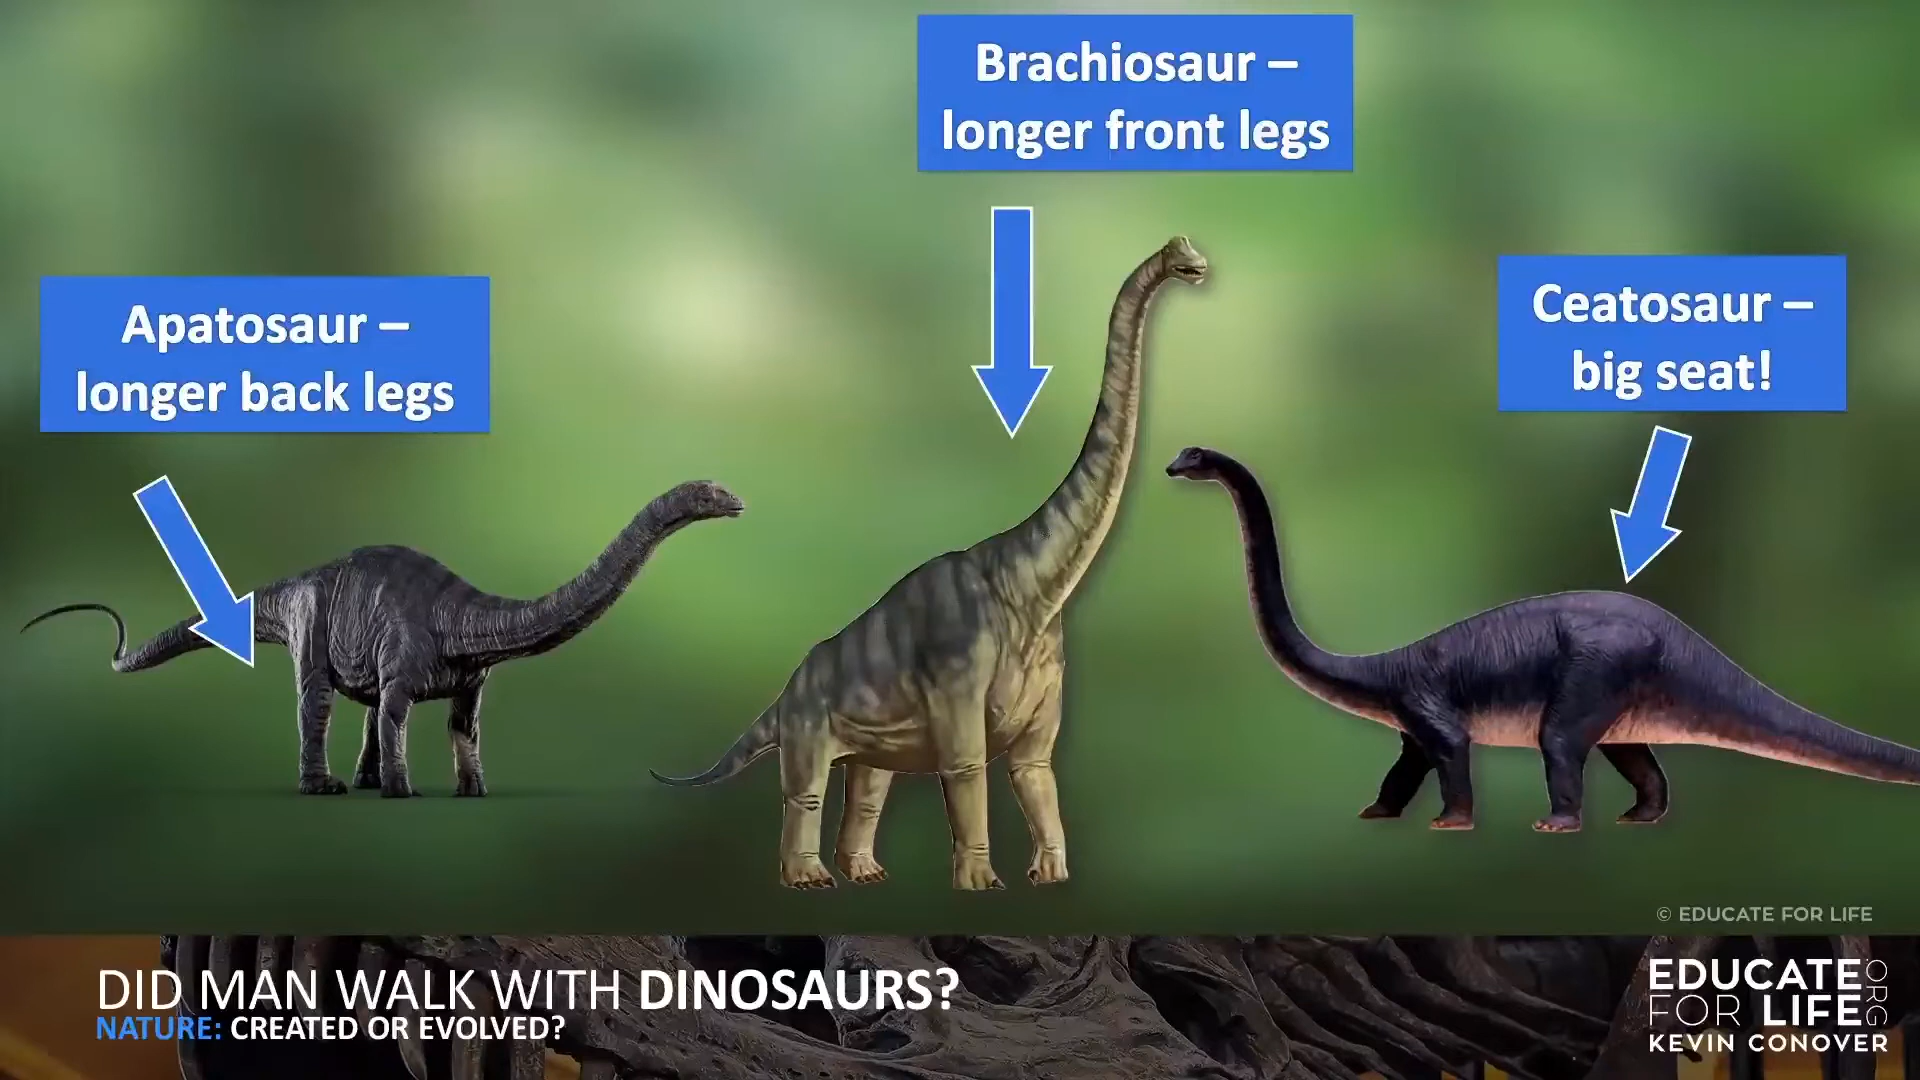 Brachiosaur –
longer front legs
Apatosaur –
longer back legs
Ceatosaur –
big seat!
© EDUCATE FOR LIFE
DID MAN WALK WITH DINOSAURS?
NATURE: CREATED OR EVOLVED?
EDUCATE
FOR LIFE
.ORG
KEVIN CONOVER